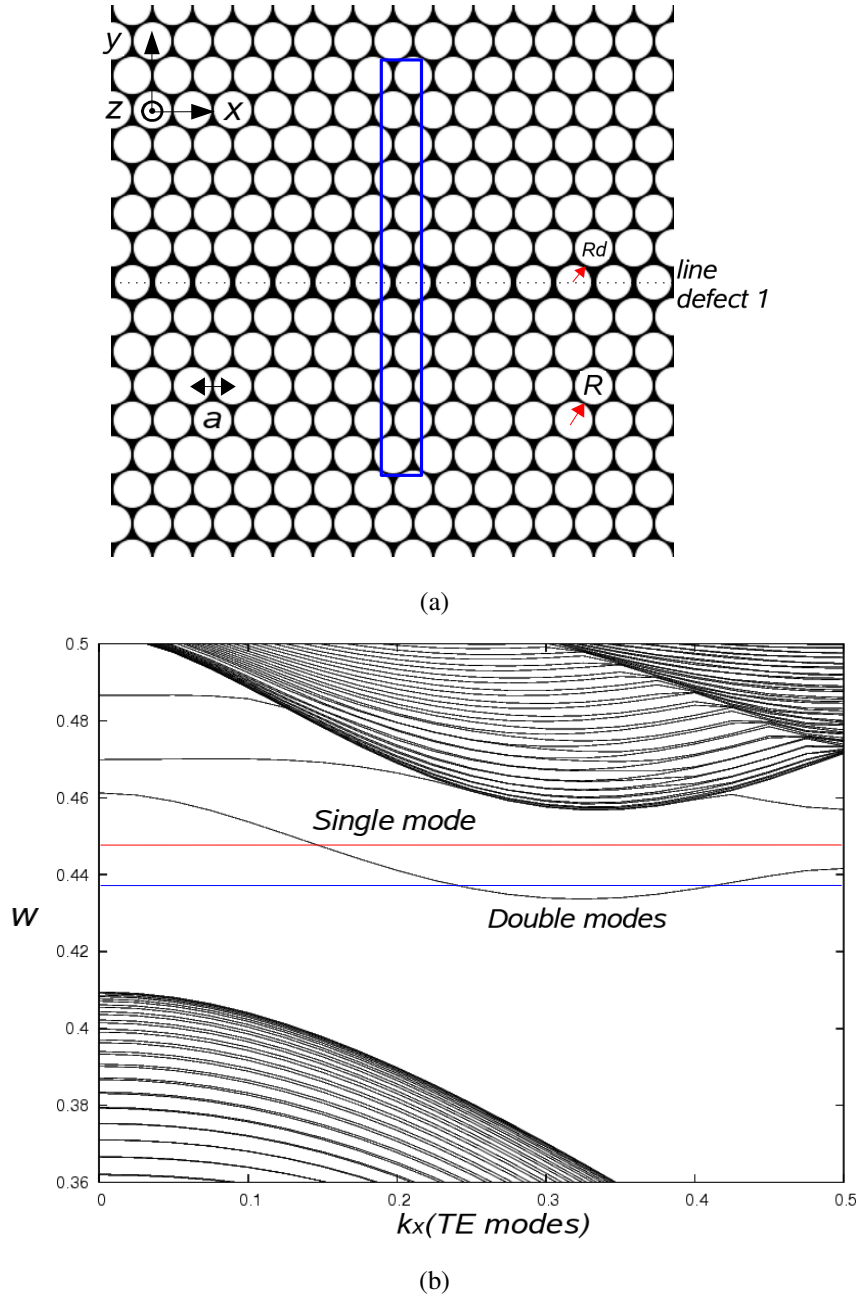 y
z x
Rd
line
defect 1
R
a
(a)
0.5
0.48
0.46
Single mode
0.44
w
Double modes
0.42
0.4
0.38
0.36
0 0.1 0.2 0.3 0.4 0.5
kx(TE modes)
(b)